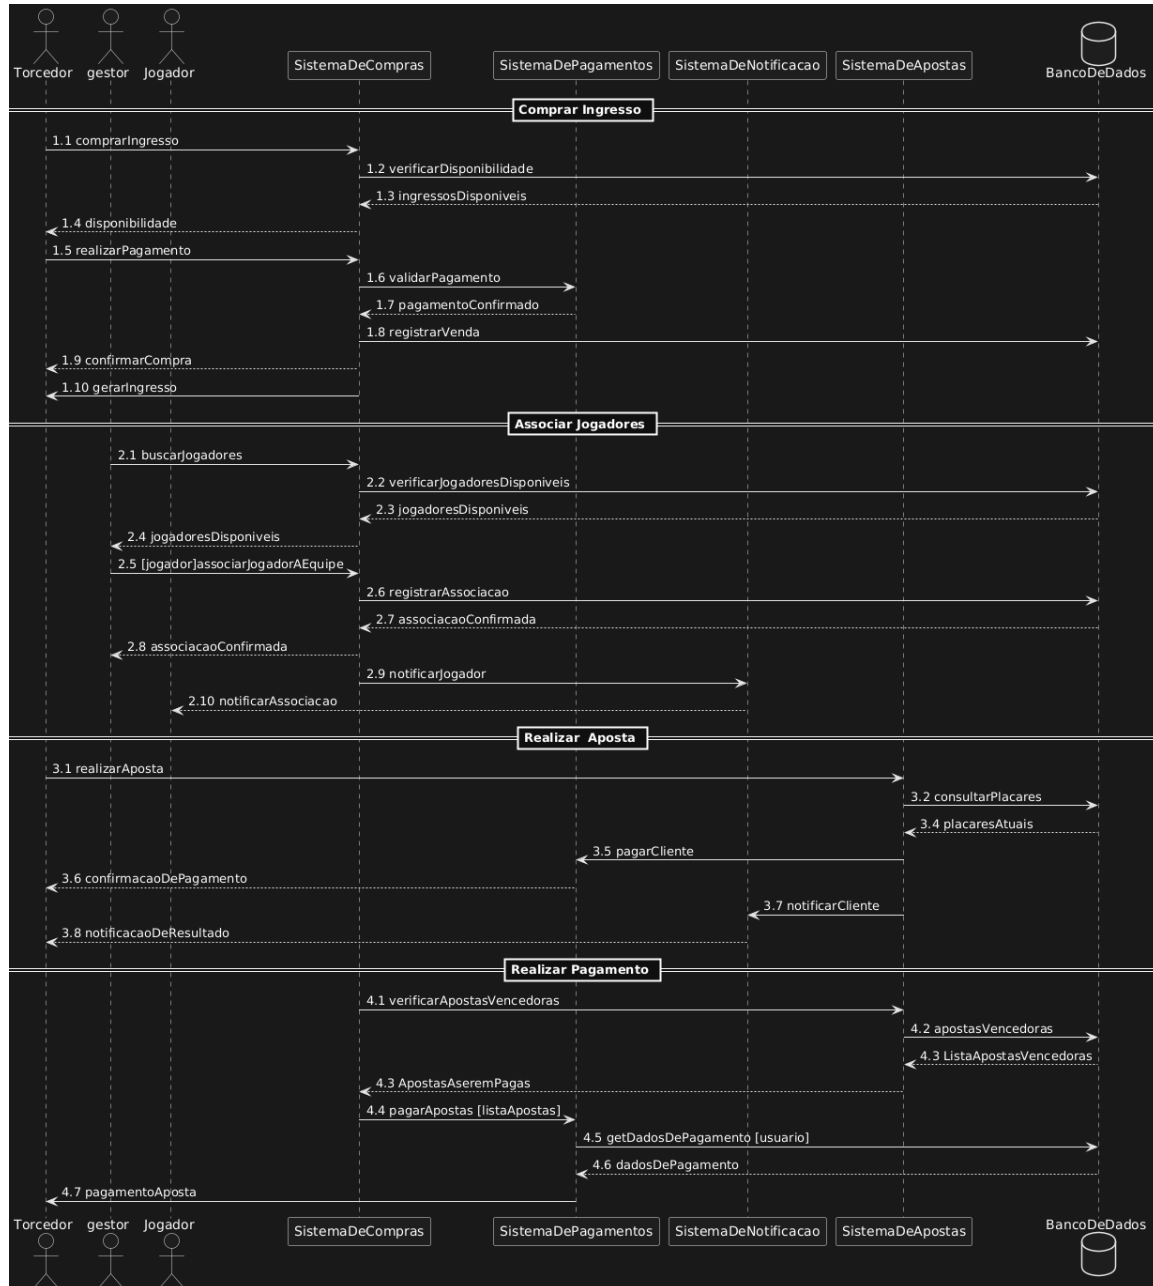 Torcedor
gestor
Jogador
SistemaDeCompras
SistemaDePagamentos
SistemaDeNotificacao
SistemaDeApostas
BancoDeDados
Comprar Ingresso
1.1 comprarIngresso
1.2 verificarDisponibilidade
1.3 ingressosDisponiveis
1.4 disponibilidade
1.5 realizarPagamento
1.6 validarPagamento
1.7 pagamentoConfirmado
1.8 registrarVenda
1.9 confirmarCompra
1.10 gerarIngresso
Associar Jogadores
2.1 buscarJogadores
2.2 verificarJogadoresDisponiveis
2.3 jogadoresDisponiveis
2.4 jogadoresDisponiveis
2.5 [jogador]associarJogadorAEquipe
2.6 registrarAssociacao
2.7 associacaoConfirmada
2.8 associacaoConfirmada
2.9 notificarJogador
2.10 notificarAssociacao
Realizar  Aposta
3.1 realizarAposta
3.2 consultarPlacares
3.4 placaresAtuais
3.5 pagarCliente
3.6 confirmacaoDePagamento
3.7 notificarCliente
3.8 notificacaoDeResultado
Realizar Pagamento
4.1 verificarApostasVencedoras
4.2 apostasVencedoras
4.3 ListaApostasVencedoras
4.3 ApostasAseremPagas
4.4 pagarApostas [listaApostas]
4.5 getDadosDePagamento [usuario]
4.6 dadosDePagamento
4.7 pagamentoAposta
Torcedor
gestor
Jogador
SistemaDeCompras
SistemaDePagamentos
SistemaDeNotificacao
SistemaDeApostas
BancoDeDados